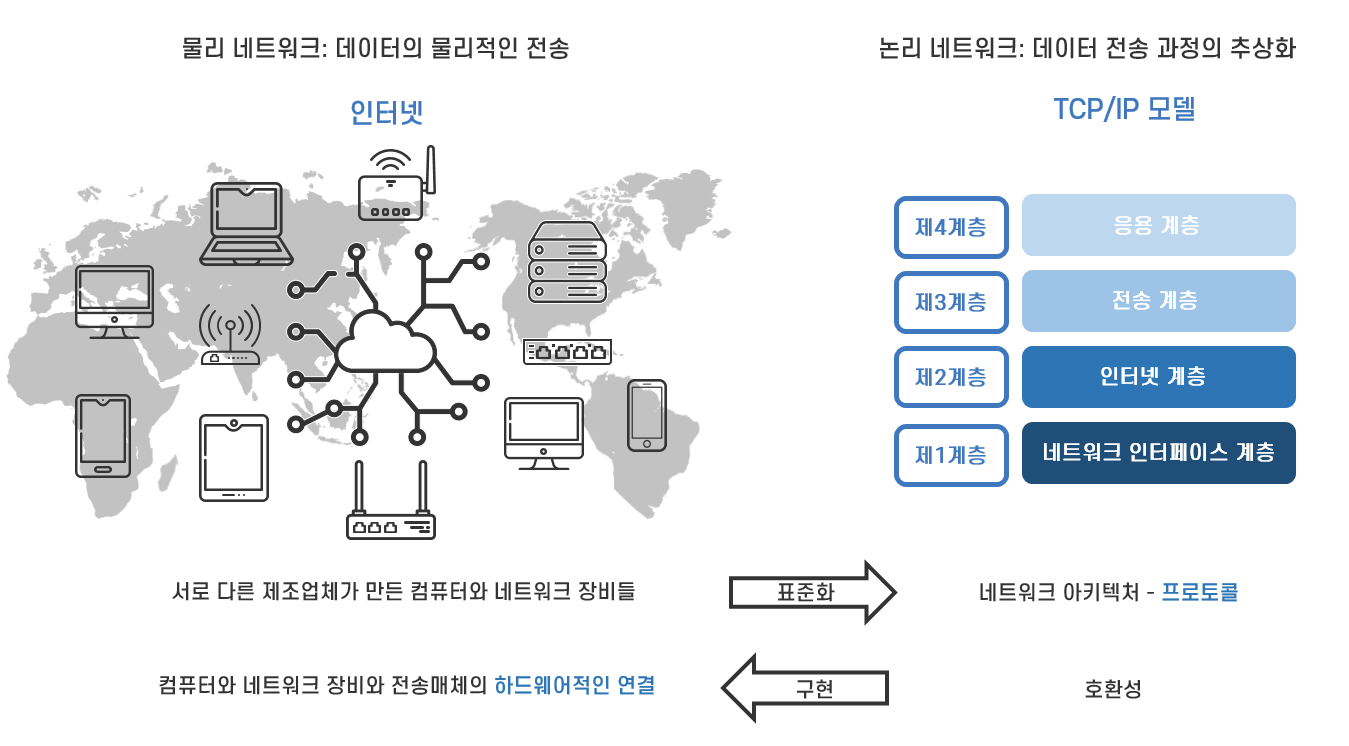 물리 네트워크: 데이터의 물리적인 전송
논리 네트워크: 데이터 전송 과정의 추상화
인터넷
TCP/IP 모델
제4계층
응용 계층
제3계층
전송 계층
제2계층
인터넷 계층
제1계층
네트워크 인터페이스 계층
서로 다른 제조업체가 만든 컴퓨터와 네트워크 장비들
표준화
네트워크 아키텍처 - 프로토콜
컴퓨터와 네트워크 장비와 전송매체의 하드웨어적인 연결
구현
호환성